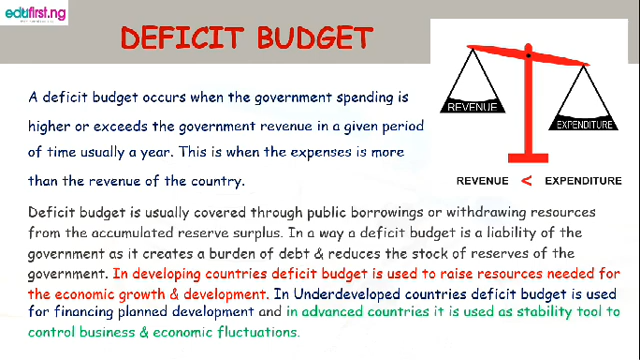 edufirst.ng
DEFICIT BUDGET
A deficit budget occurs when the government spending is
higher or exceeds the government revenue in a given period
of time usually a year. This is when the expenses is more
than the revenue of the country.
REVENUE
EXPENDITURE
REVENUE < EXPENDITURE
Deficit budget is usually covered through public borrowings or withdrawing resources
from the accumulated reserve surplus. In a way a deficit budget is a liability of the
government as it creates a burden of debt & reduces the stock of reserves of the
government. In developing countries deficit budget is used to raise resources needed for
the economic growth & development. In Underdeveloped countries deficit budget is used
for financing planned development and in advanced countries it is used as stability tool to
control business & economic fluctuations.